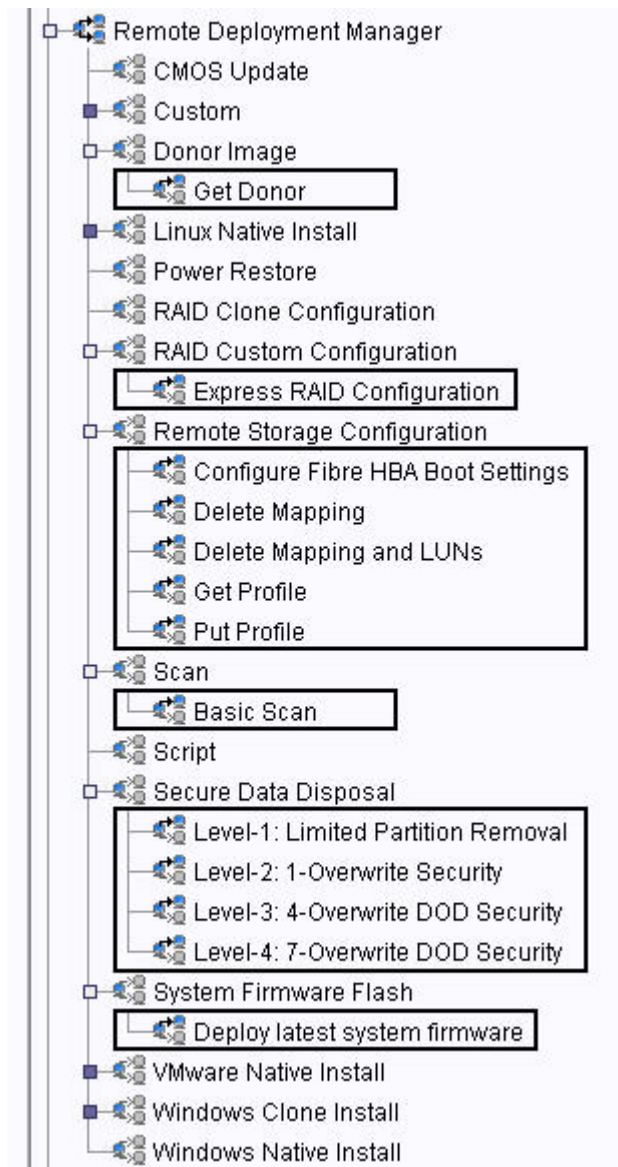 Remote Deployment Manager
CMOS Update
Custom
Donor Image
Get Donor
Linux Native Install
Power Restore
RAID Clone Configuration
RAID Custom Configuration
Express RAID Configuration
Remote Storage Configuration
Configure Fibre HBA Boot Settings
Delete Mapping
Delete Mapping and LUNs
Get Profile
Put Profile
Scan
Basic Scan
Script
Secure Data Disposal
Level-1: Limited Partition Removal
Level-2: 1-Overwrite Security
Level-3: 4-Overwrite DOD Security
Level-4: 7-Overwrite DOD Security
System Firmware Flash
Deploy latest system firmware
VMware Native Install
Windows Clone Install
Windows Native Install